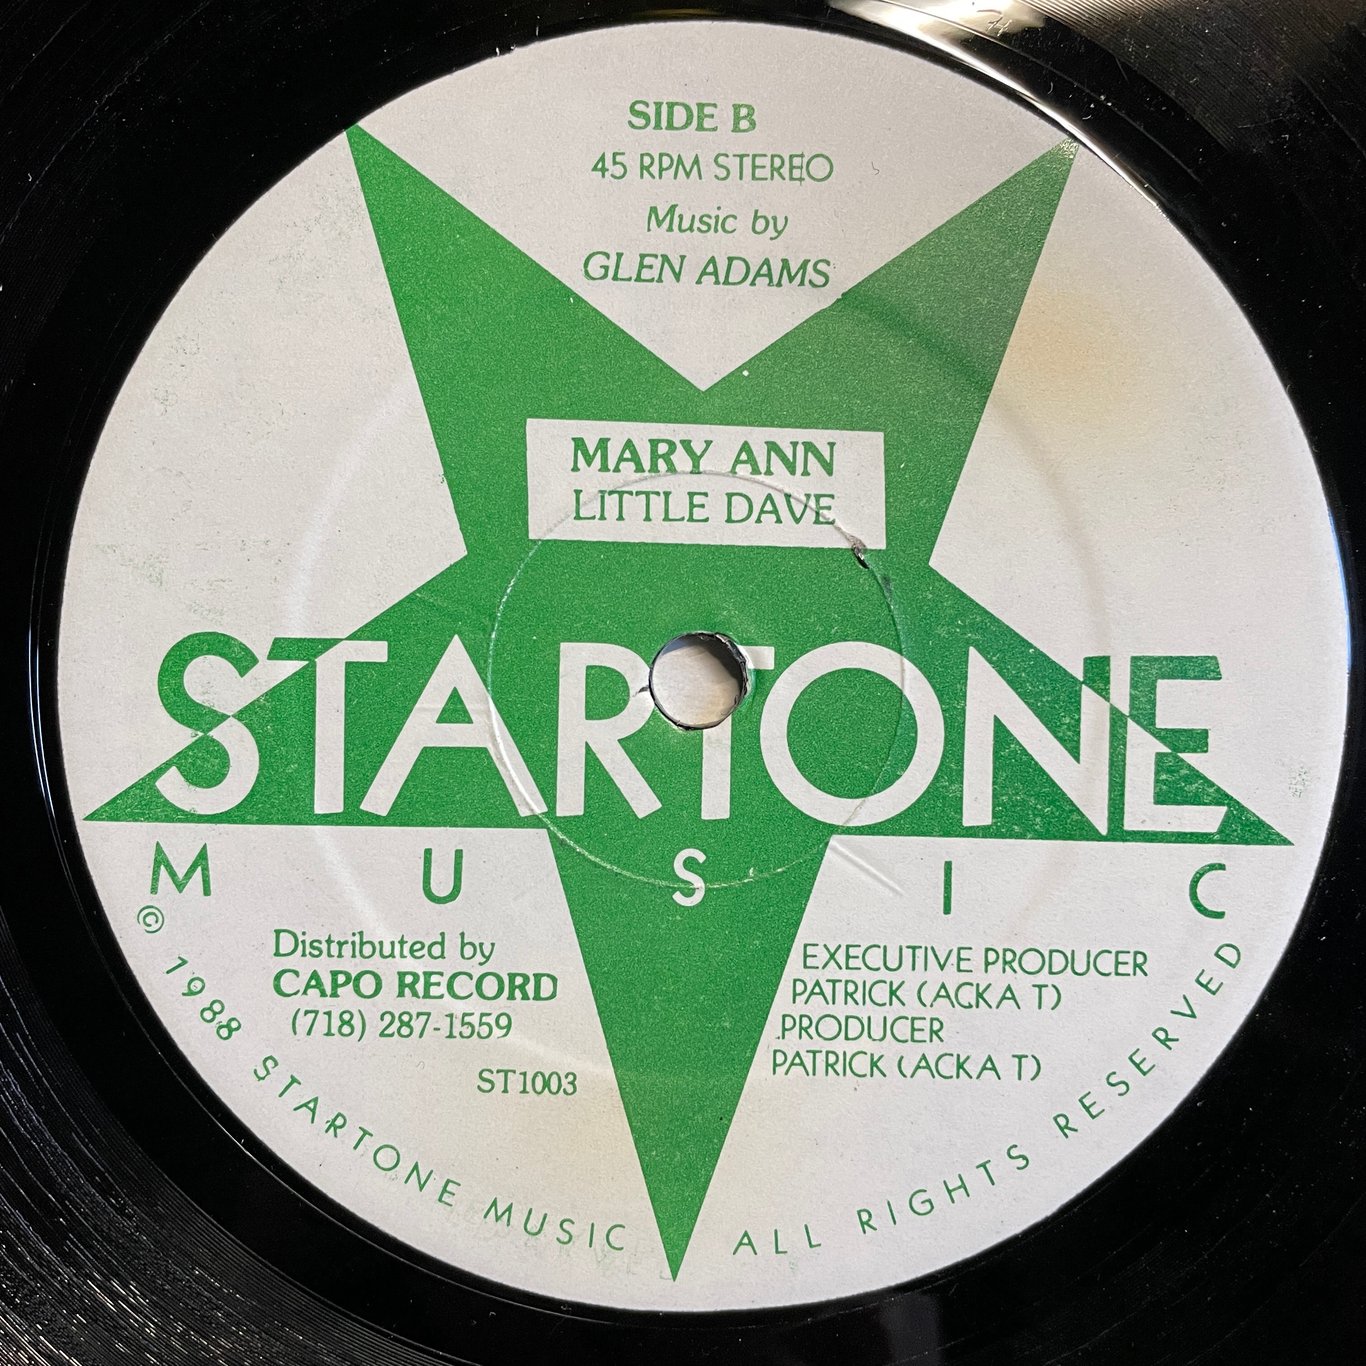 SIDE B
45 RPM STEREO
Music by
GLEN ADAMS
MARY ANN
LITTLE DAVE
STARTONE
MUSIC
Distributed by
CAPO RECORD
(718) 287-1559
ST1003
EXECUTIVE PRODUCER
PATRICK (ACKA T)
PRODUCER
PATRICK (ACKA T)
© 1988 STARTONE MUSIC ALL RIGHTS RESERVED